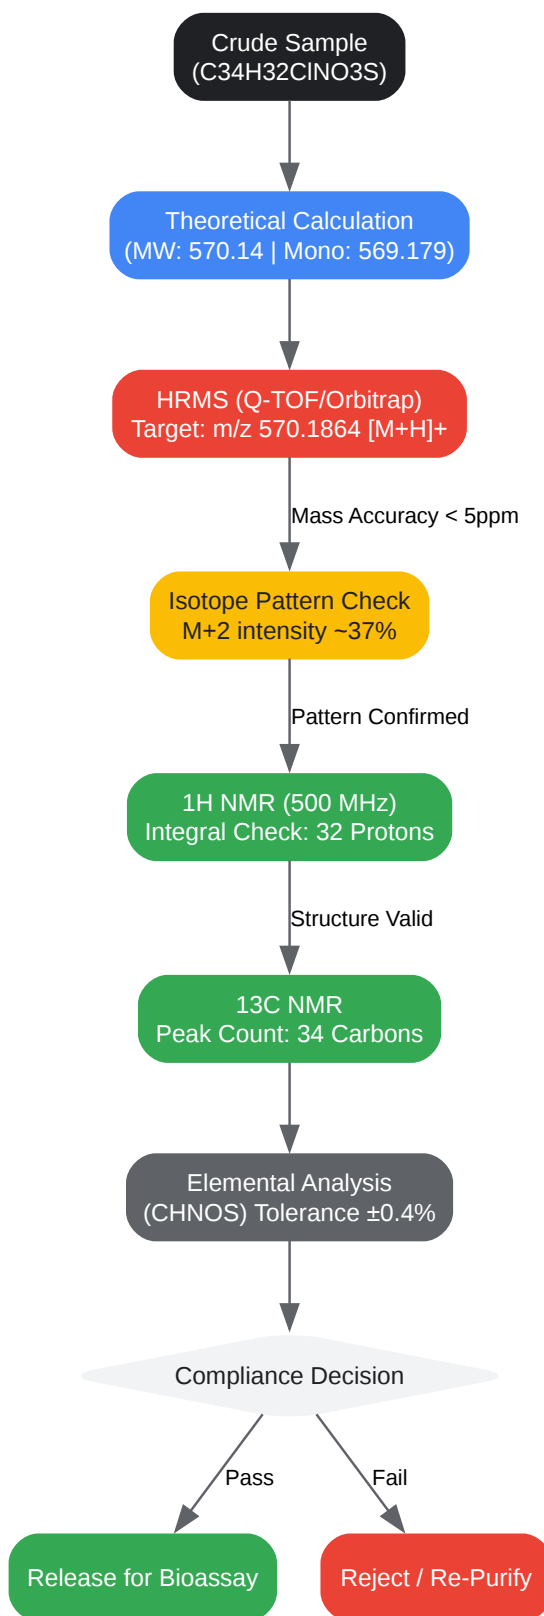 Crude Sample
(C34H32ClNO3S)
Theoretical Calculation
(MW: 570.14 | Mono: 569.179)
HRMS (Q-TOF/Orbitrap)
Target: m/z 570.1864 [M+H]+
Mass Accuracy < 5ppm
Isotope Pattern Check
M+2 intensity ~37%
Pattern Confirmed
1H NMR (500 MHz)
Integral Check: 32 Protons
Structure Valid
13C NMR
Peak Count: 34 Carbons
Elemental Analysis
(CHNOS) Tolerance ±0.4%
Compliance Decision
Pass
Fail
Release for Bioassay
Reject / Re-Purify